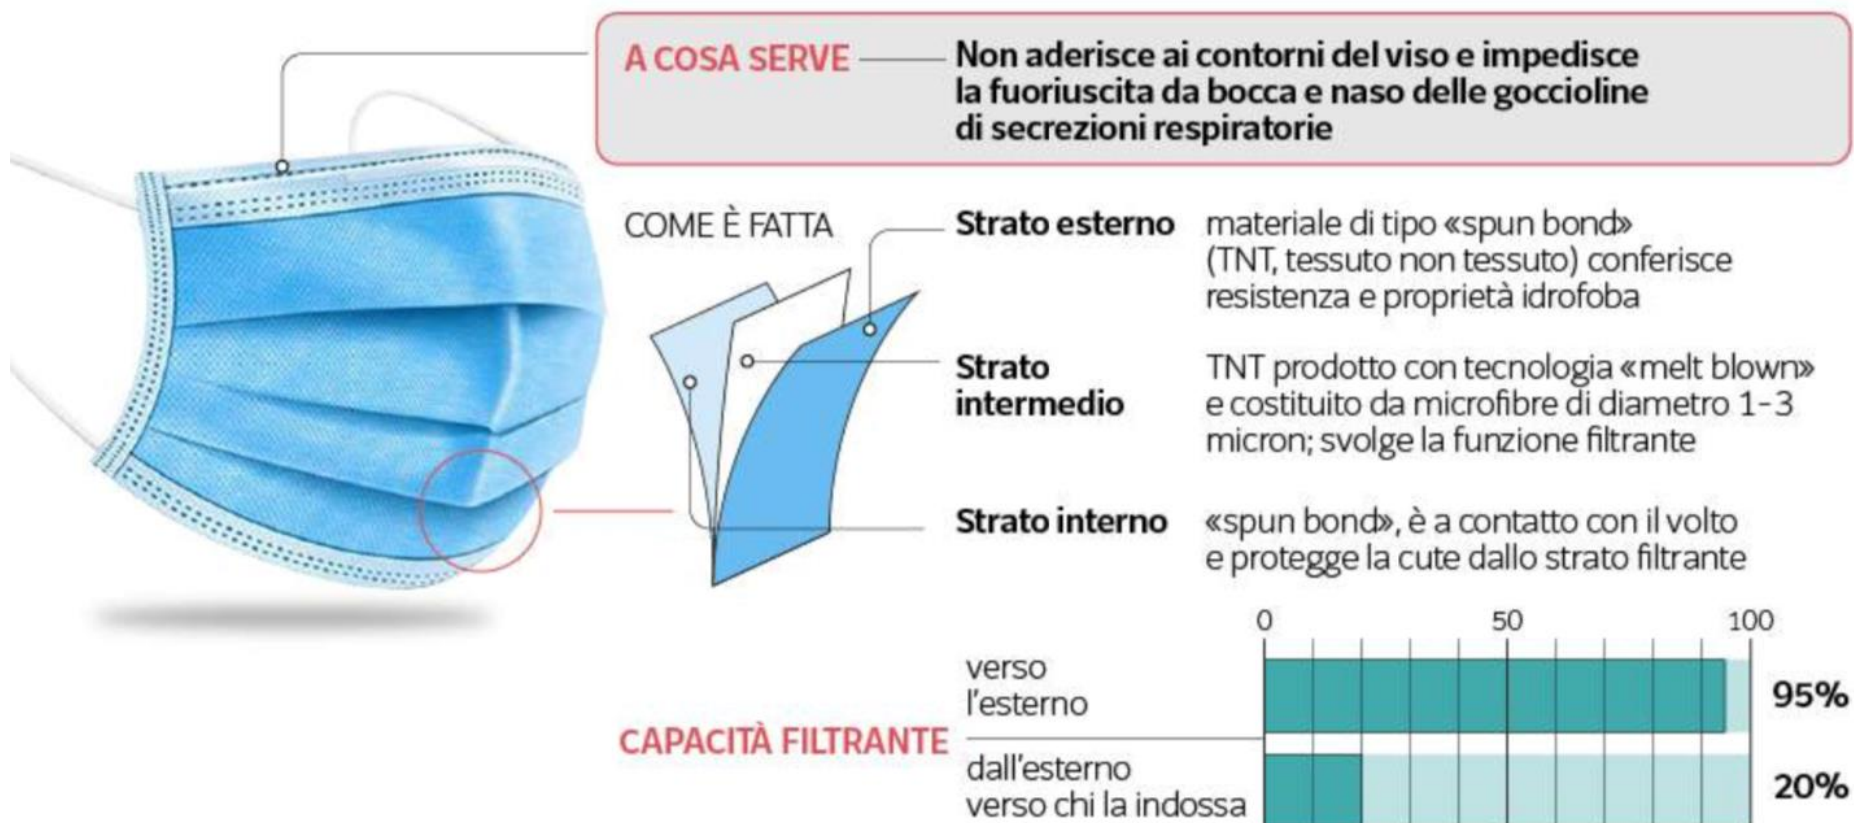 A COSA SERVE
Non aderisce ai contorni del viso e impedisce
la fuoriuscita da bocca e naso delle goccioline
di secrezioni respiratorie
COME È FATTA
Strato esterno
materiale di tipo «spun bond»
(TNT, tessuto non tessuto) conferisce
resistenza e proprietà idrofoba
Strato
intermedio
TNT prodotto con tecnologia «melt blown»
e costituito da microfibre di diametro 1-3
micron; svolge la funzione filtrante
Strato interno
«spun bond», è a contatto con il volto
e protegge la cute dallo strato filtrante
CAPACITÀ FILTRANTE
0 50 100
verso
l'esterno
95%
dall'esterno
verso chi la indossa
20%